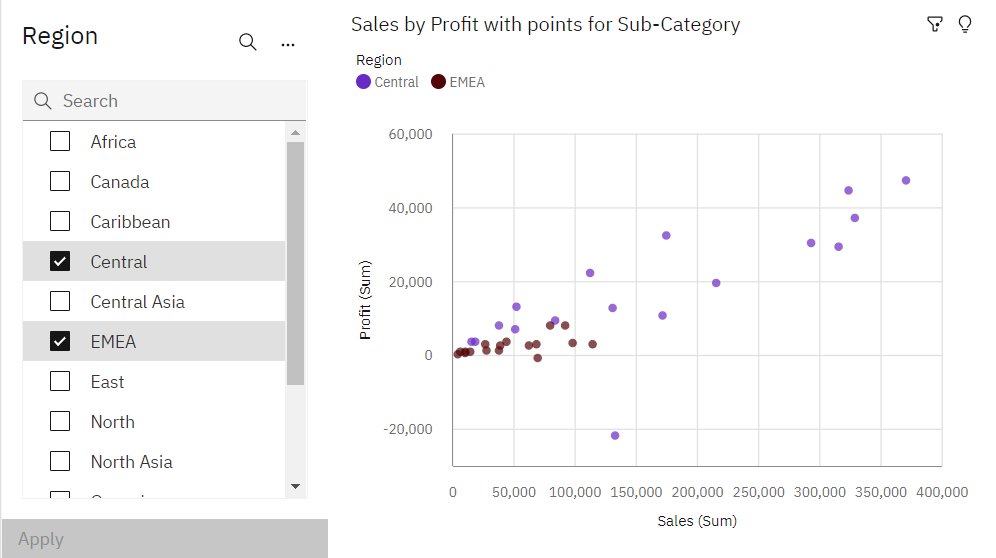 Region
...
Search
Africa
Canada
Caribbean
Central
Central Asia
EMEA
East
North
North Asia
Apply
Sales by Profit with points for Sub-Category
Region
Central EMEA
60,000
40,000
20,000
0
-20,000
Profit (Sum)
0 50,000 100,000 150,000 200,000 250,000 300,000 350,000 400,000
Sales (Sum)